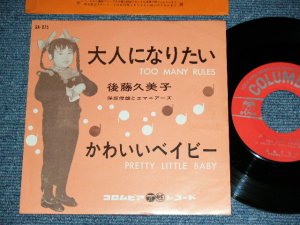 大人になりたい
TOO MANY RULES
後藤久美子
かわいいベイビー
PRETTY LITTLE BABY
コロムビア レコード
COLUMBIA